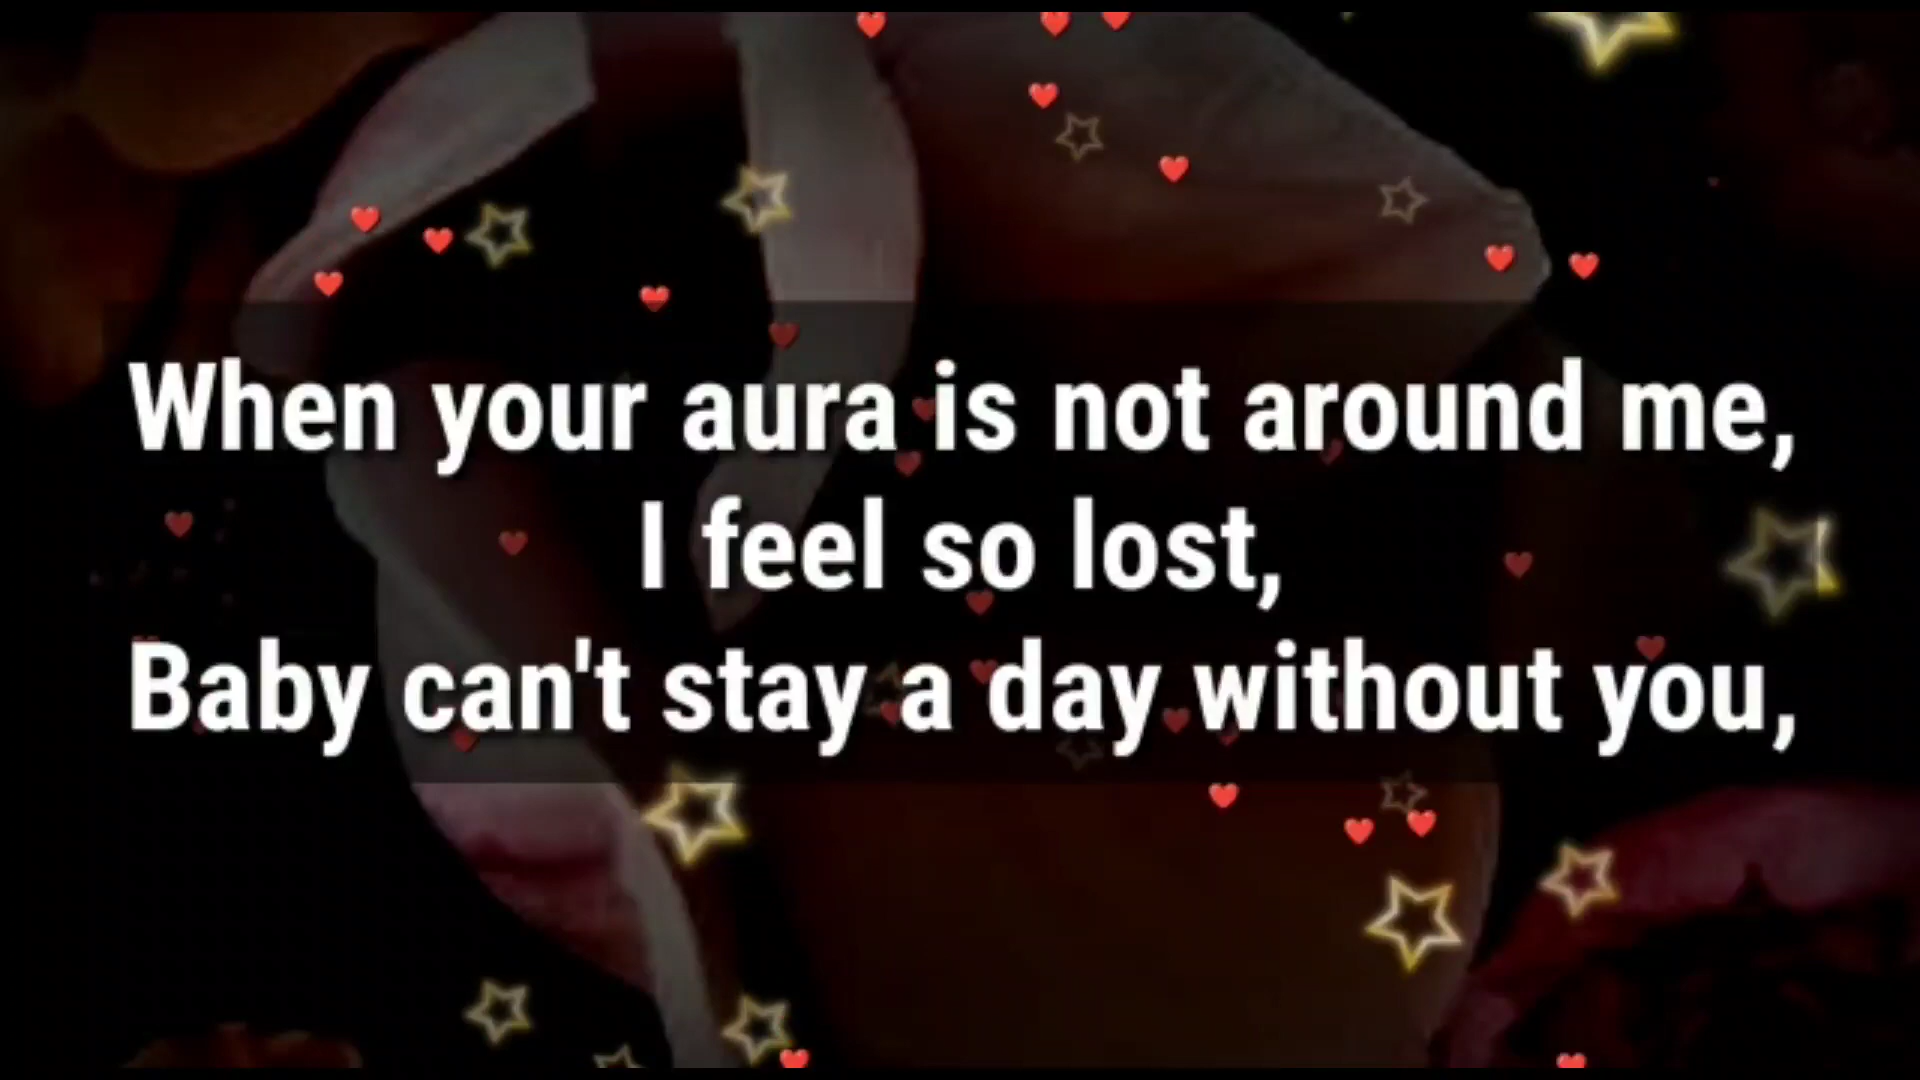 When your aura is not around me,
I feel so lost,
Baby can't stay a day without you,